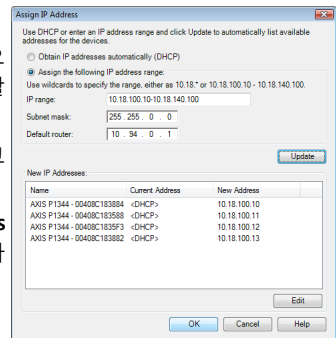 Assign IP Address
Use DHCP or enter an IP address range and click Update to automatically list available
addresses for the devices.
Obtain IP addresses automatically (DHCP)
Assign the following IP address range:
Use wildcards to specify the range, either as 10.18.* or 10.18.100.10 - 10.18.140.100.
IP range: 10.18.100.10-10.18.140.100
Subnet mask: 255 . 255 . 0 . 0
Default router: 10 . 94 . 0 . 1
Update
New IP Addresses:
Name Current Address New Address
AXIS P1344 - 00408C183884 <DHCP> 10.18.100.10
AXIS P1344 - 00408C183588 <DHCP> 10.18.100.11
AXIS P1344 - 00408C1835F3 <DHCP> 10.18.100.12
AXIS P1344 - 00408C183882 <DHCP> 10.18.100.13
Edit
OK Cancel Help